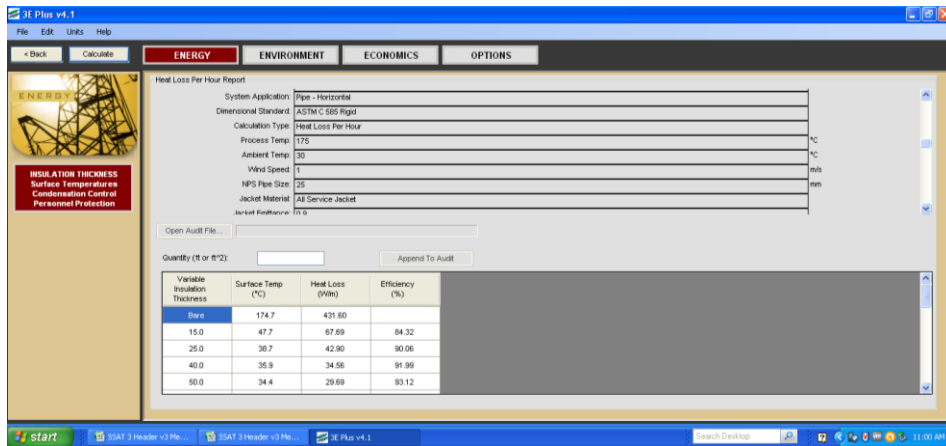 3E Plus v4.1
File Edit Units Help
< Back Calculate ENERGY ENVIRONMENT ECONOMICS OPTIONS
ENERGY
INSULATION THICKNESS
Surface Temperatures
Condensation Control
Personnel Protection
Heat Loss Per Hour Report
System Application: Pipe - Horizontal
Dimensional Standard: ASTM C 585 Rigid
Calculation Type: Heat Loss Per Hour
Process Temp: 175 °C
Ambient Temp: 30 °C
Wind Speed: 1 m/s
NPS Pipe Size: 25 mm
Jacket Material: All Service Jacket
Jacket Emittance: 0.9
Open Audit File...
Quantity (ft or ft^2): Append To Audit
Variable Insulation Thickness Surface Temp (°C) Heat Loss (W/m) Efficiency (%)
Bare 174.7 431.60
15.0 47.7 67.69 84.32
25.0 38.7 42.90 90.06
40.0 35.9 34.56 91.99
50.0 34.4 29.69 93.12
start SSAT 3 Header v3 Me... SSAT 3 Header v3 Me... 3E Plus v4.1 Search Desktop 11:00 AM